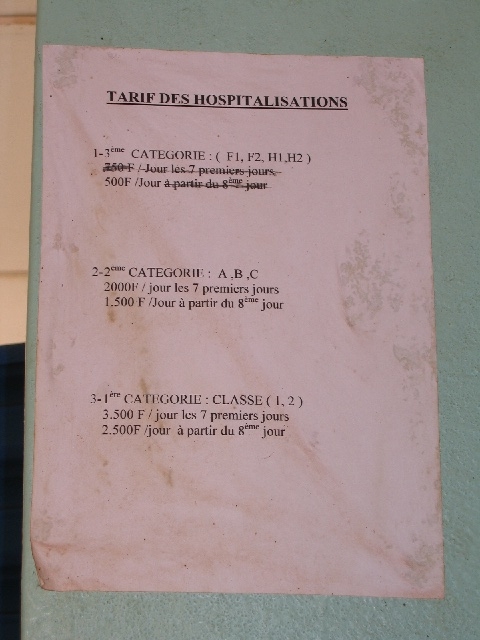 TARIF DES HOSPITALISATIONS
1-3ème CATEGORIE : ( F1, F2, H1,H2 )
750 F /Jour les 7 premiers jours,
500F /Jour à partir du 8ème jour
2-2ème CATEGORIE : A ,B ,C
2000F / jour les 7 premiers jours
1.500 F /Jour à partir du 8ème jour
3-1ère CATEGORIE : CLASSE ( 1, 2 )
3.500 F / jour les 7 premiers jours
2.500F /jour à partir du 8ème jour